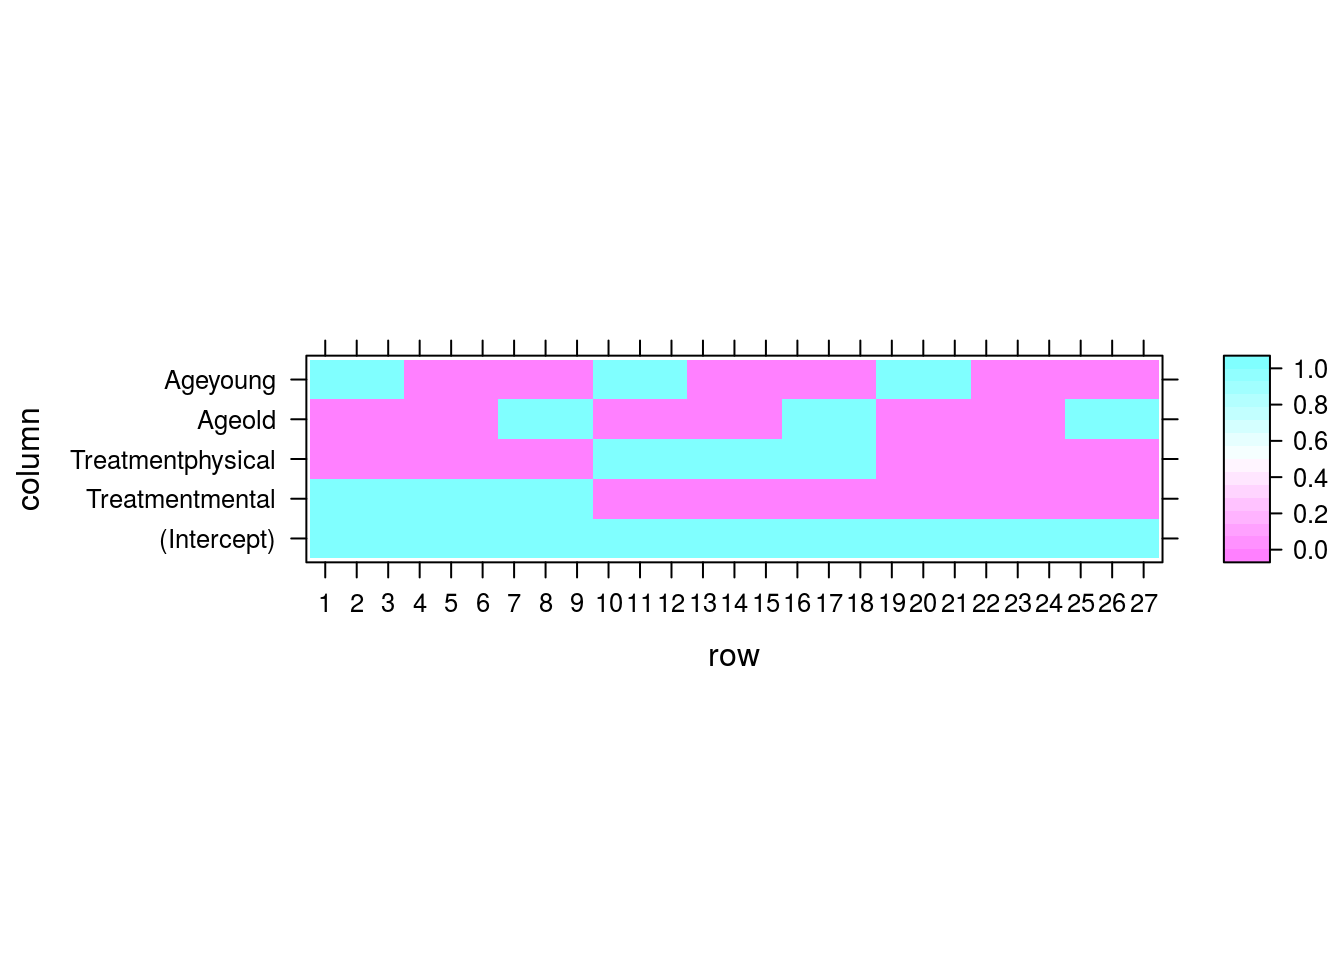 column
Ageyoung
Ageold
Treatmentphysical
Treatmentmental
(Intercept)
1 2 3 4 5 6 7 8 9 10 11 12 13 14 15 16 17 18 19 20 21 22 23 24 25 26 27
row
1.0
0.8
0.6
0.4
0.2
0.0